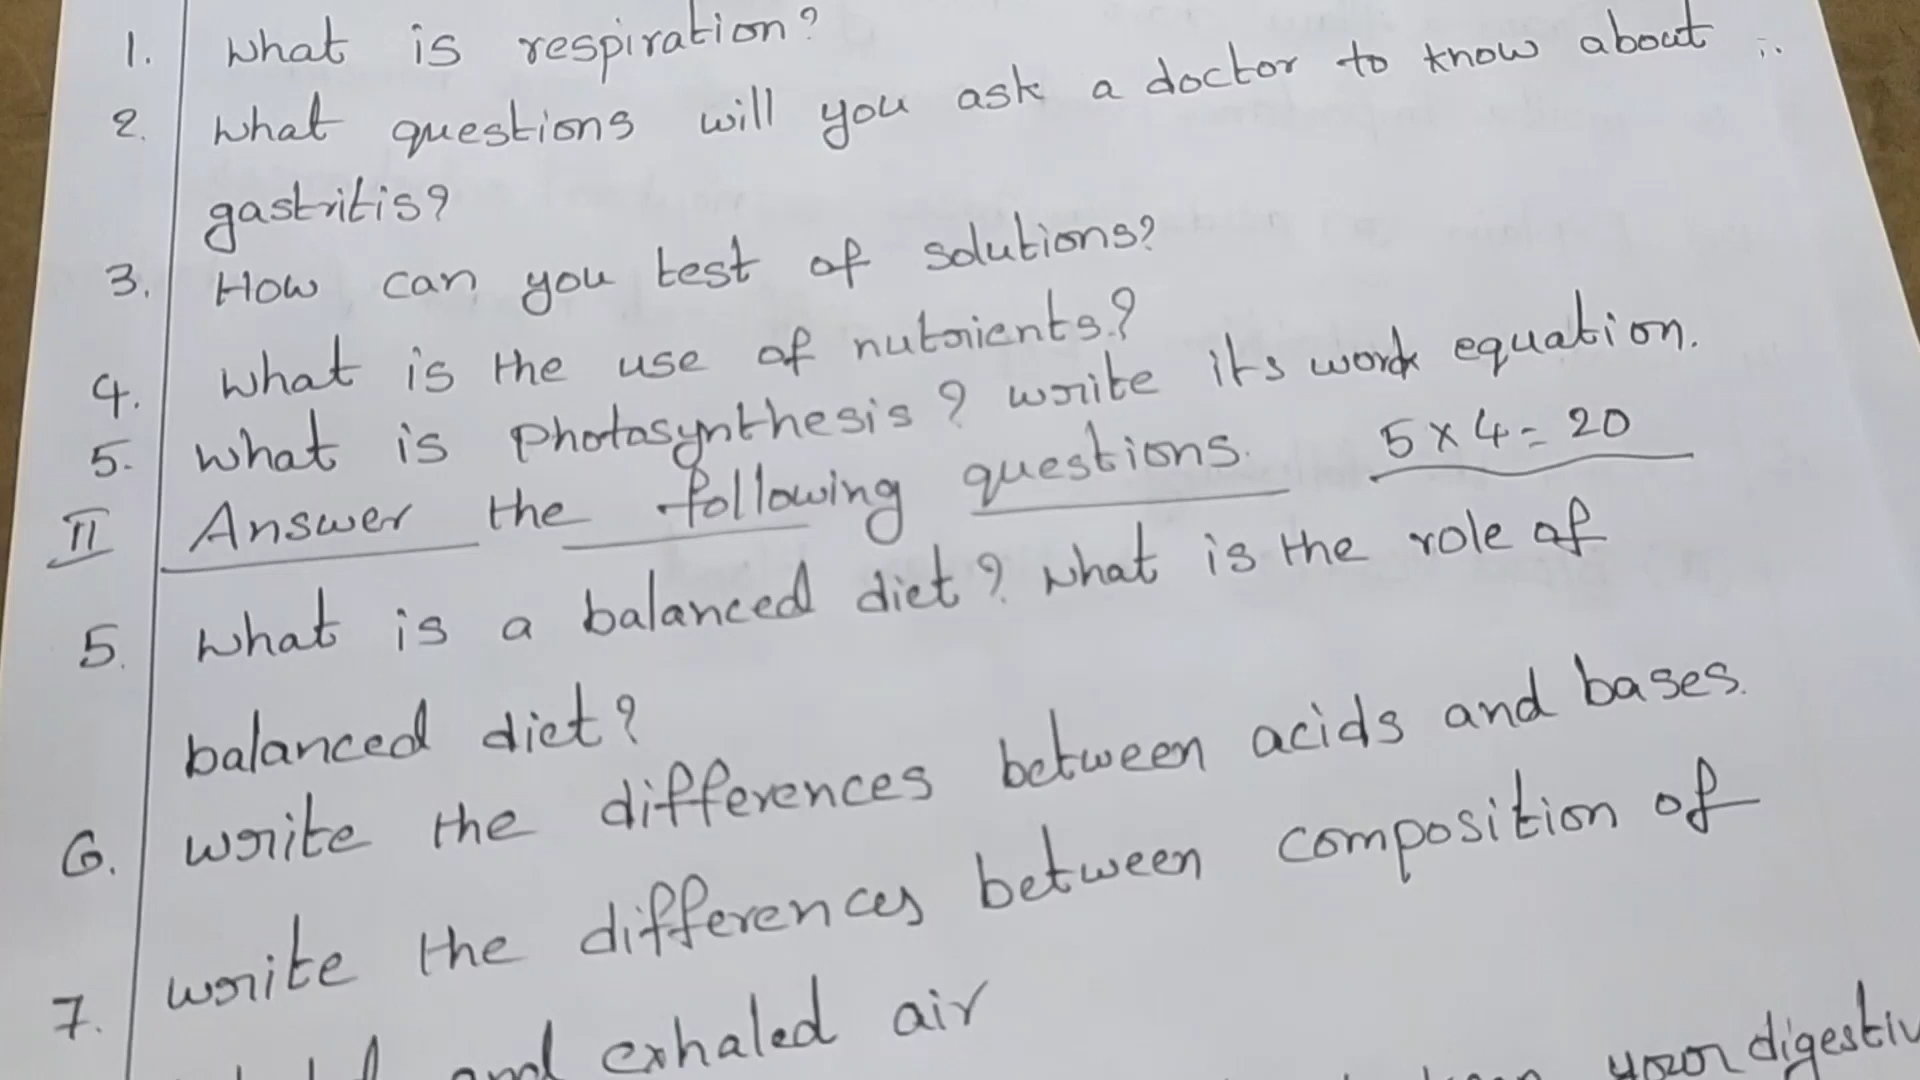 1. What is respiration?
2. What questions will you ask a doctor to know about
gastritis?
3. How can you test of solutions?
4. What is the use of nutrients?
5. What is photosynthesis? write its work equation.
II Answer the following questions. 5 x 4 = 20
5. What is a balanced diet? What is the role of
balanced diet?
6. write the differences between acids and bases.
7. write the differences between composition of
and exhaled air
your digestiv